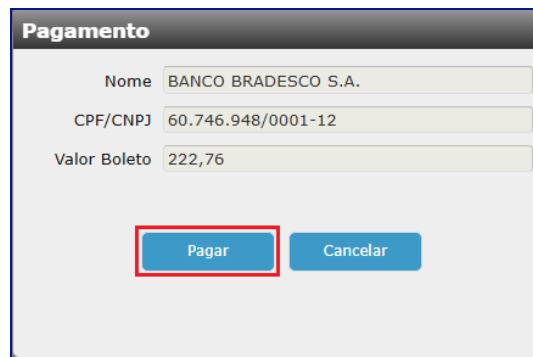 Pagamento
Nome BANCO BRADESCO S.A.
CPF/CNPJ 60.746.948/0001-12
Valor Boleto 222,76
Pagar Cancelar